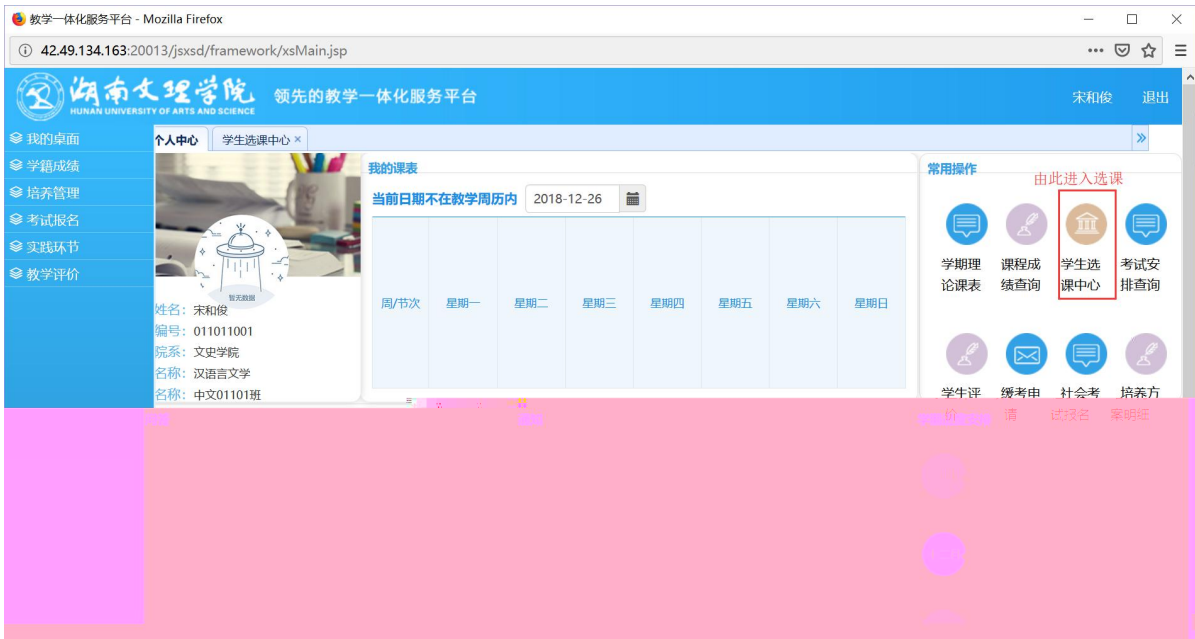 教学一体化服务平台 - Mozilla Firefox
42.49.134.163:20013/jsxsd/framework/xsMain.jsp
湖南文理学院
HUNAN UNIVERSITY OF ARTS AND SCIENCE
领先的教学一体化服务平台
宋和俊 退出
我的桌面
学籍成绩
培养管理
考试报名
实践环节
教学评价
个人中心 学生选课中心 ×
暂无数据
姓名：宋和俊
编号：011011001
院系：文史学院
名称：汉语言文学
名称：中文01101班
我的课表
当前日期不在教学周历内 2018-12-26
周/节次 星期一 星期二 星期三 星期四 星期五 星期六 星期日
常用操作
由此进入选课
学期理论课表
课程成绩查询
学生选课中心
考试安排查询
学生评价
缓考申请
社会考试报名
培养方案明细